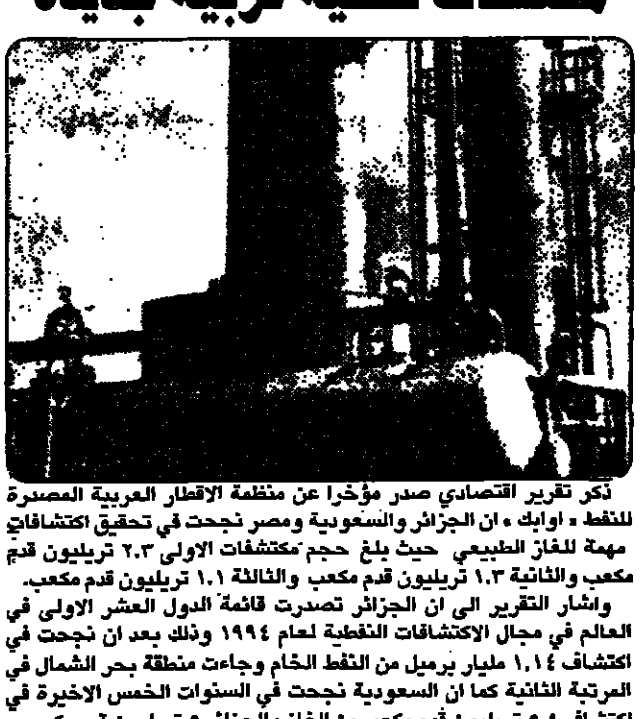 ذكر تقرير اقتصادي صدر مؤخرا عن منظمة الاقطار العربية المصدرة
للنفط « اوابك » ان الجزائر والسعودية ومصر نجحت في تحقيق اكتشافات
مهمة للغاز الطبيعي حيث بلغ حجم مكتشفات الاولى ٢.٣ تريليون قدم
مكعب والثانية ١.٣ تريليون قدم مكعب والثالثة ١.١ تريليون قدم مكعب.
واشار التقرير الى ان الجزائر تصدرت قائمة الدول العشر الاولى في
العالم في مجال الاكتشافات النفطية لعام ١٩٩٤ وذلك بعد ان نجحت في
اكتشاف ١,١٤ مليار برميل من النفط الخام وجاءت منطقة بحر الشمال في
المرتبة الثانية كما ان السعودية نجحت في السنوات الخمس الاخيرة في